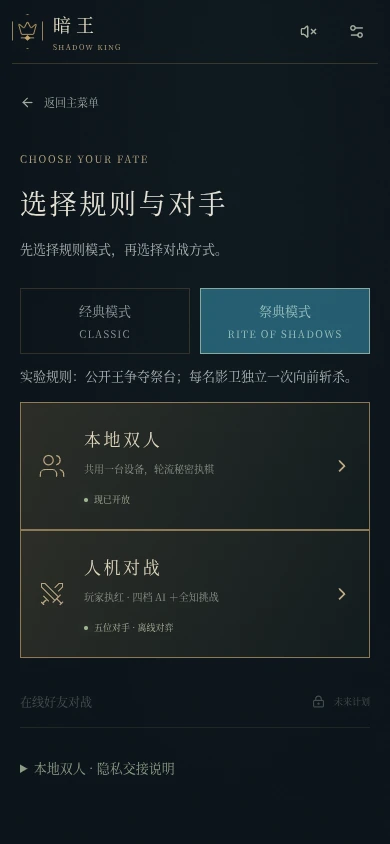 暗王
SHADOW KING
返回主菜单
CHOOSE YOUR FATE
选择规则与对手
先选择规则模式，再选择对战方式。
经典模式
CLASSIC
祭典模式
RITE OF SHADOWS
实验规则：公开王争夺祭台；每名影卫独立一次向前斩杀。
本地双人
共用一台设备，轮流秘密执棋
现已开放
人机对战
玩家执红 · 四档 AI ＋全知挑战
五位对手 · 离线对弈
在线好友对战
未来计划
本地双人 · 隐私交接说明